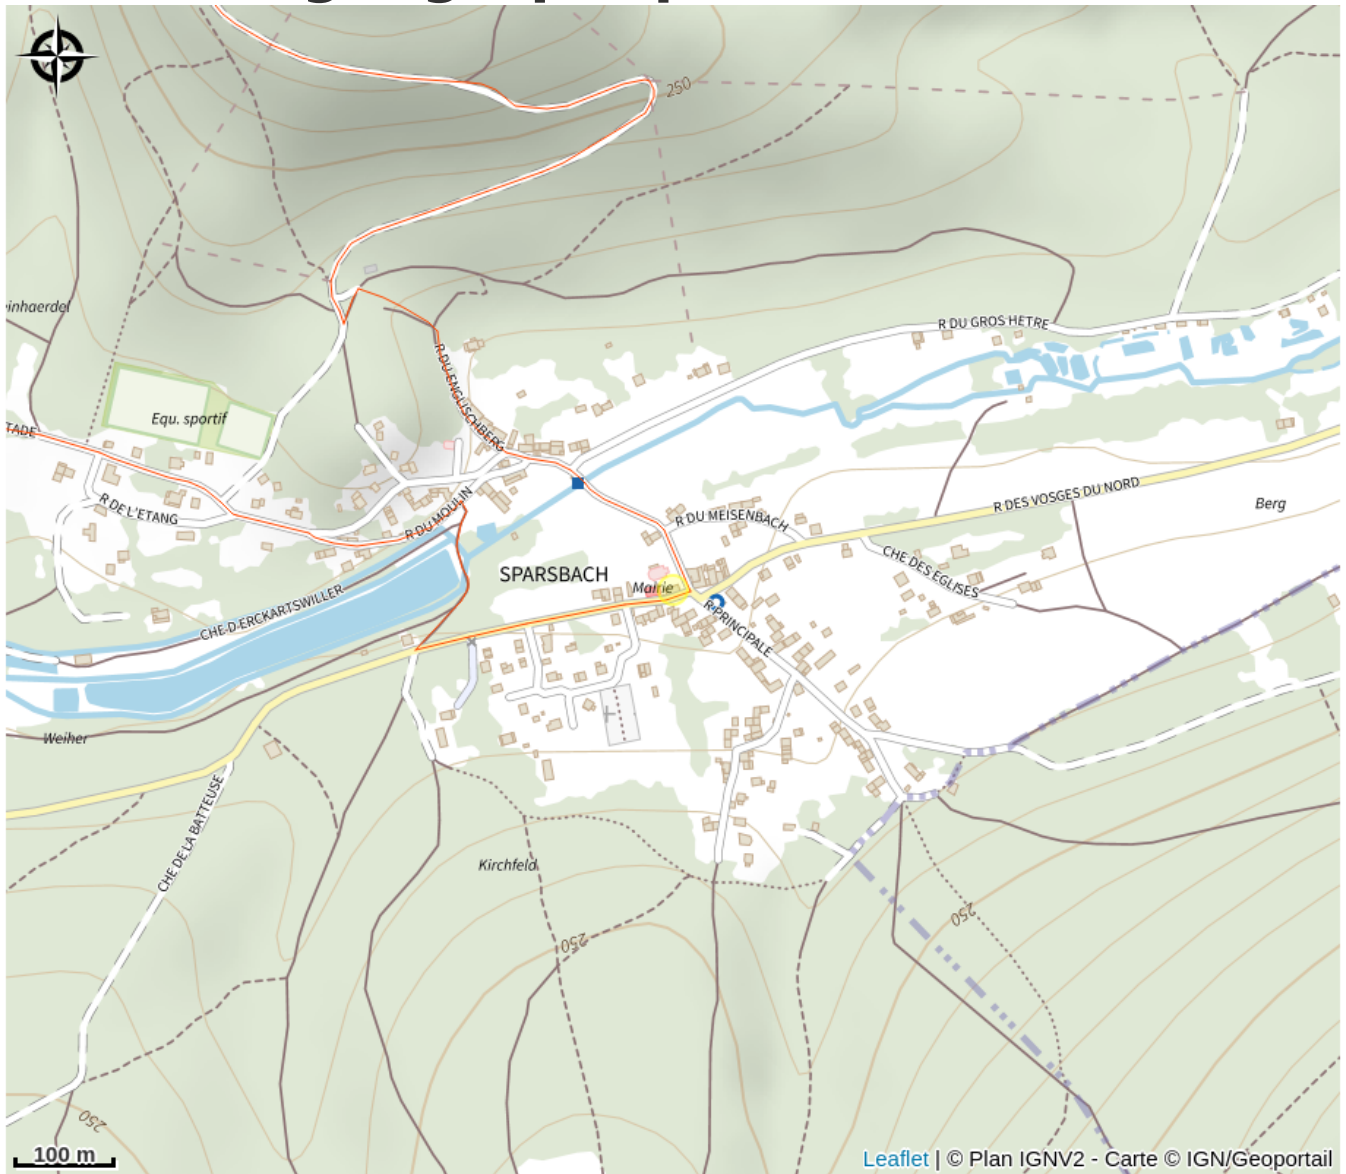 250
einhaerdel
R DU GROS HETRE
R DU ENGLISCHBERG
Equ. sportif
TADE
R DE L'ETANG
R DU MOULIN
R DU MEISENBACH
R DES VOSGES DU NORD
Berg
CHE DES EGLISES
SPARSBACH
Mairie
R PRINCIPALE
CHE D ERCKARTSWILLER
Weiher
CHE DE LA BATTEUSE
Kirchfeld
250
250
250
100 m
Leaflet | © Plan IGNV2 - Carte © IGN/Geoportail